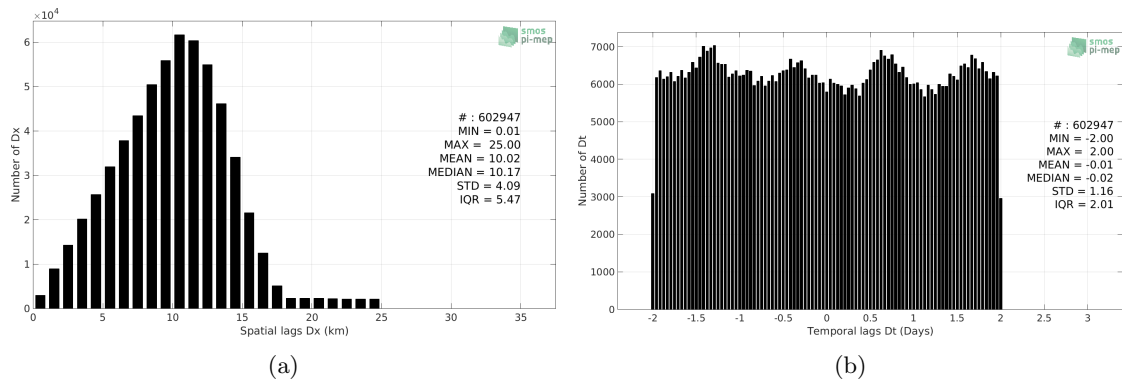 ×10⁴
6
5
4
3
2
1
0
Number of Dx
0 5 10 15 20 25 30 35
Spatial lags Dx (km)
smos
pi-mep
# : 602947
MIN = 0.01
MAX = 25.00
MEAN = 10.02
MEDIAN = 10.17
STD = 4.09
IQR = 5.47
(a)
7000
6000
5000
4000
3000
2000
1000
0
Number of Dt
-2 -1.5 -1 -0.5 0 0.5 1 1.5 2 2.5 3
Temporal lags Dt (Days)
smos
pi-mep
# : 602947
MIN = -2.00
MAX = 2.00
MEAN = -0.01
MEDIAN = -0.02
STD = 1.16
IQR = 2.01
(b)